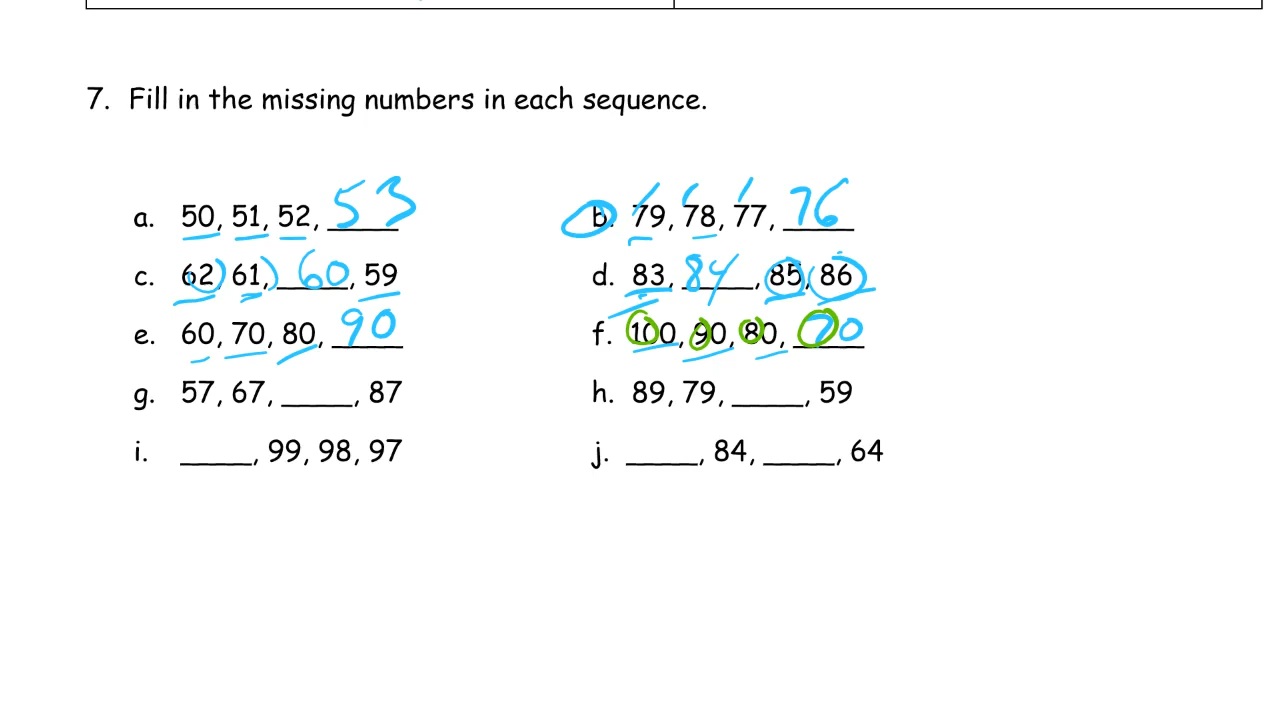 7. Fill in the missing numbers in each sequence.
a. 50, 51, 52, 53
b. 79, 78, 77, 76
c. 62, 61, 60, 59
d. 83, 84, 85, 86
e. 60, 70, 80, 90
f. 100, 90, 80, 70
g. 57, 67, _____, 87
h. 89, 79, _____, 59
i. _____, 99, 98, 97
j. _____, 84, _____, 64